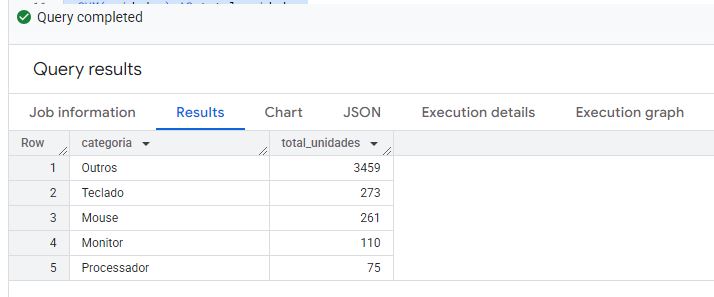 Query completed
Query results
Job information Results Chart JSON Execution details Execution graph
Row categoria total_unidades
1 Outros 3459
2 Teclado 273
3 Mouse 261
4 Monitor 110
5 Processador 75